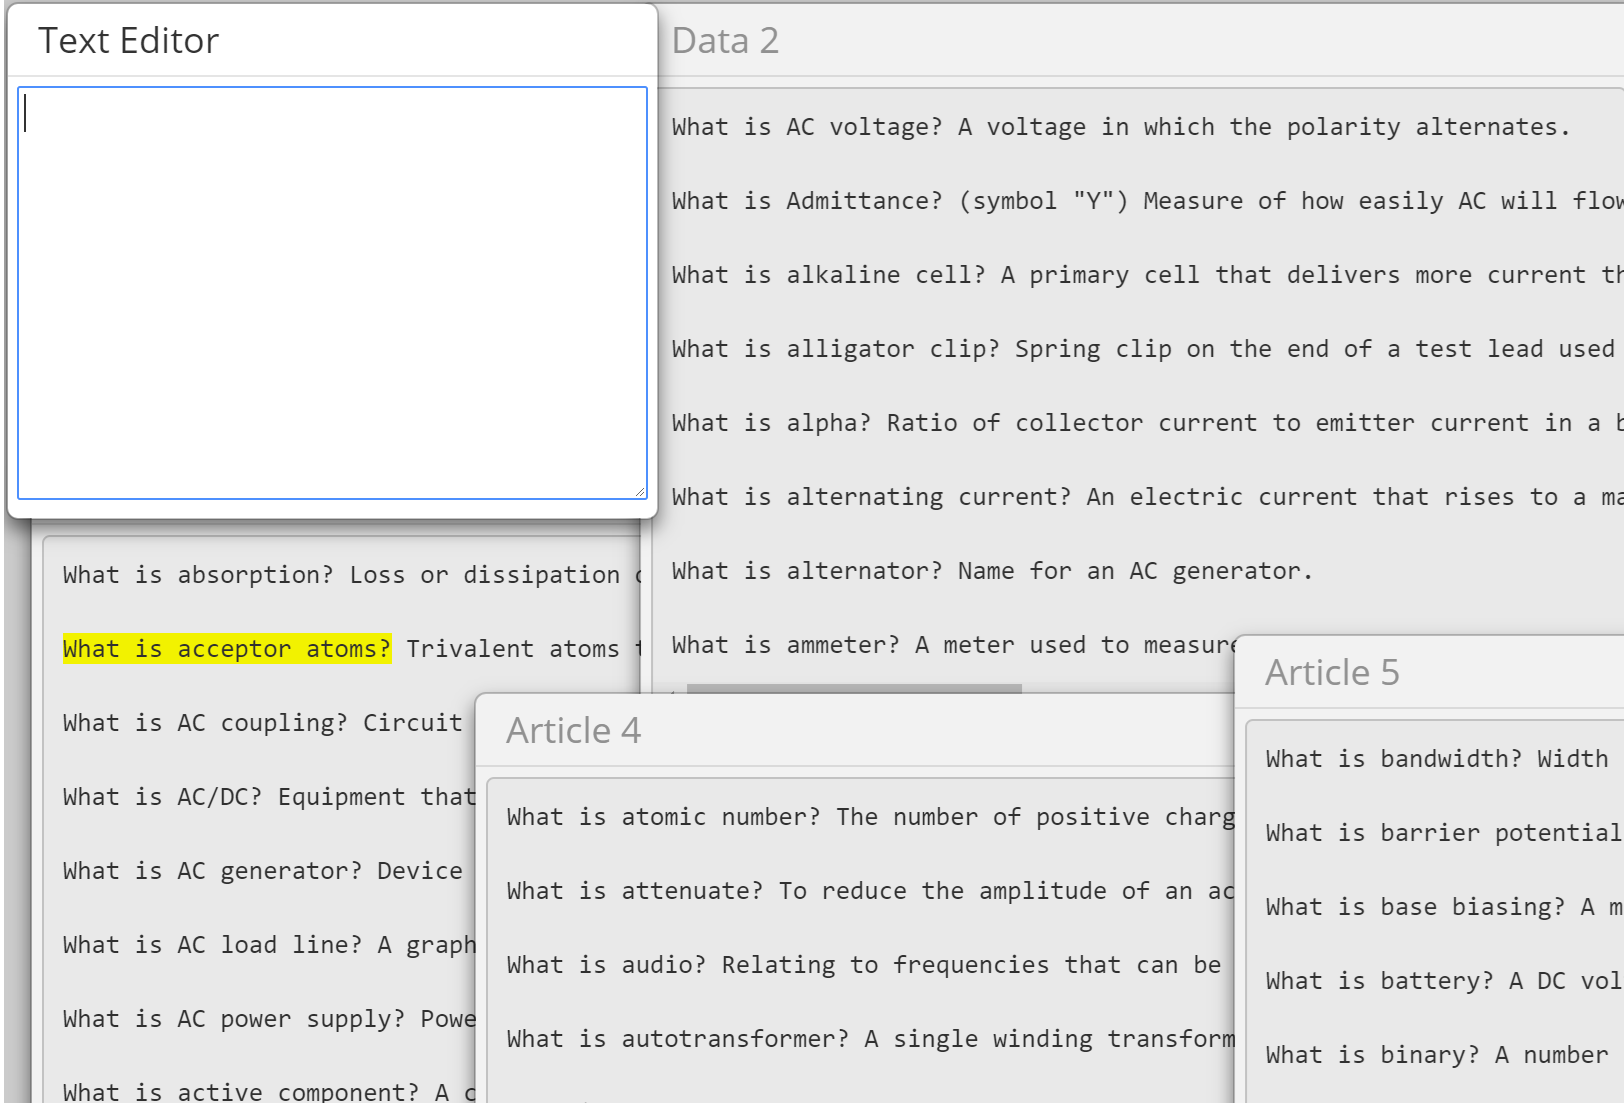 Text Editor
Data 2
What is AC voltage? A voltage in which the polarity alternates.
What is Admittance? (symbol "Y") Measure of how easily AC will flow
What is alkaline cell? A primary cell that delivers more current
What is alligator clip? Spring clip on the end of a test lead used
What is alpha? Ratio of collector current to emitter current in a
What is alternating current? An electric current that rises to a
What is alternator? Name for an AC generator.
What is ammeter? A meter used to measure
What is absorption? Loss or dissipation
What is acceptor atoms? Trivalent atoms
What is AC coupling? Circuit
What is AC/DC? Equipment that
What is AC generator? Device
What is AC load line? A graph
What is AC power supply?
What is active component? A
Article 4
What is atomic number? The number of positive
What is attenuate? To reduce the amplitude of an
What is audio? Relating to frequencies that can be
What is autotransformer? A single winding
Article 5
What is bandwidth? Width
What is barrier potential
What is base biasing? A
What is battery? A DC
What is binary? A number